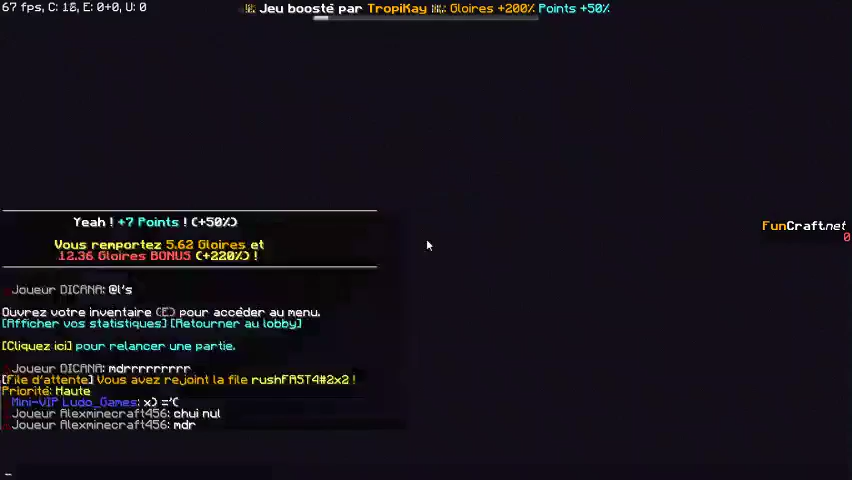 67 fps, C: 18, E: 0+0, U: 0
Jeu boosté par TropiKay Gloires +200% Points +50%
Yeah ! +7 Points ! (+50%)
Vous remportez 5.62 Gloires et
12.36 Gloires BONUS (+220%) !
FunCraft.net
0
Joueur DICANA: @l's
Ouvrez votre inventaire (E) pour accéder au menu.
[Afficher vos statistiques] [Retourner au lobby]
[Cliquez ici] pour relancer une partie.
Joueur DICANA: mdrrrrrrrrr
[File d'attente] Vous avez rejoint la file rushFAST4#2x2 !
Priorité: Haute
Mini-VIP Ludo_Games: x) ='(
Joueur Alexminecraft456: chui nul
Joueur Alexminecraft456: mdr
_